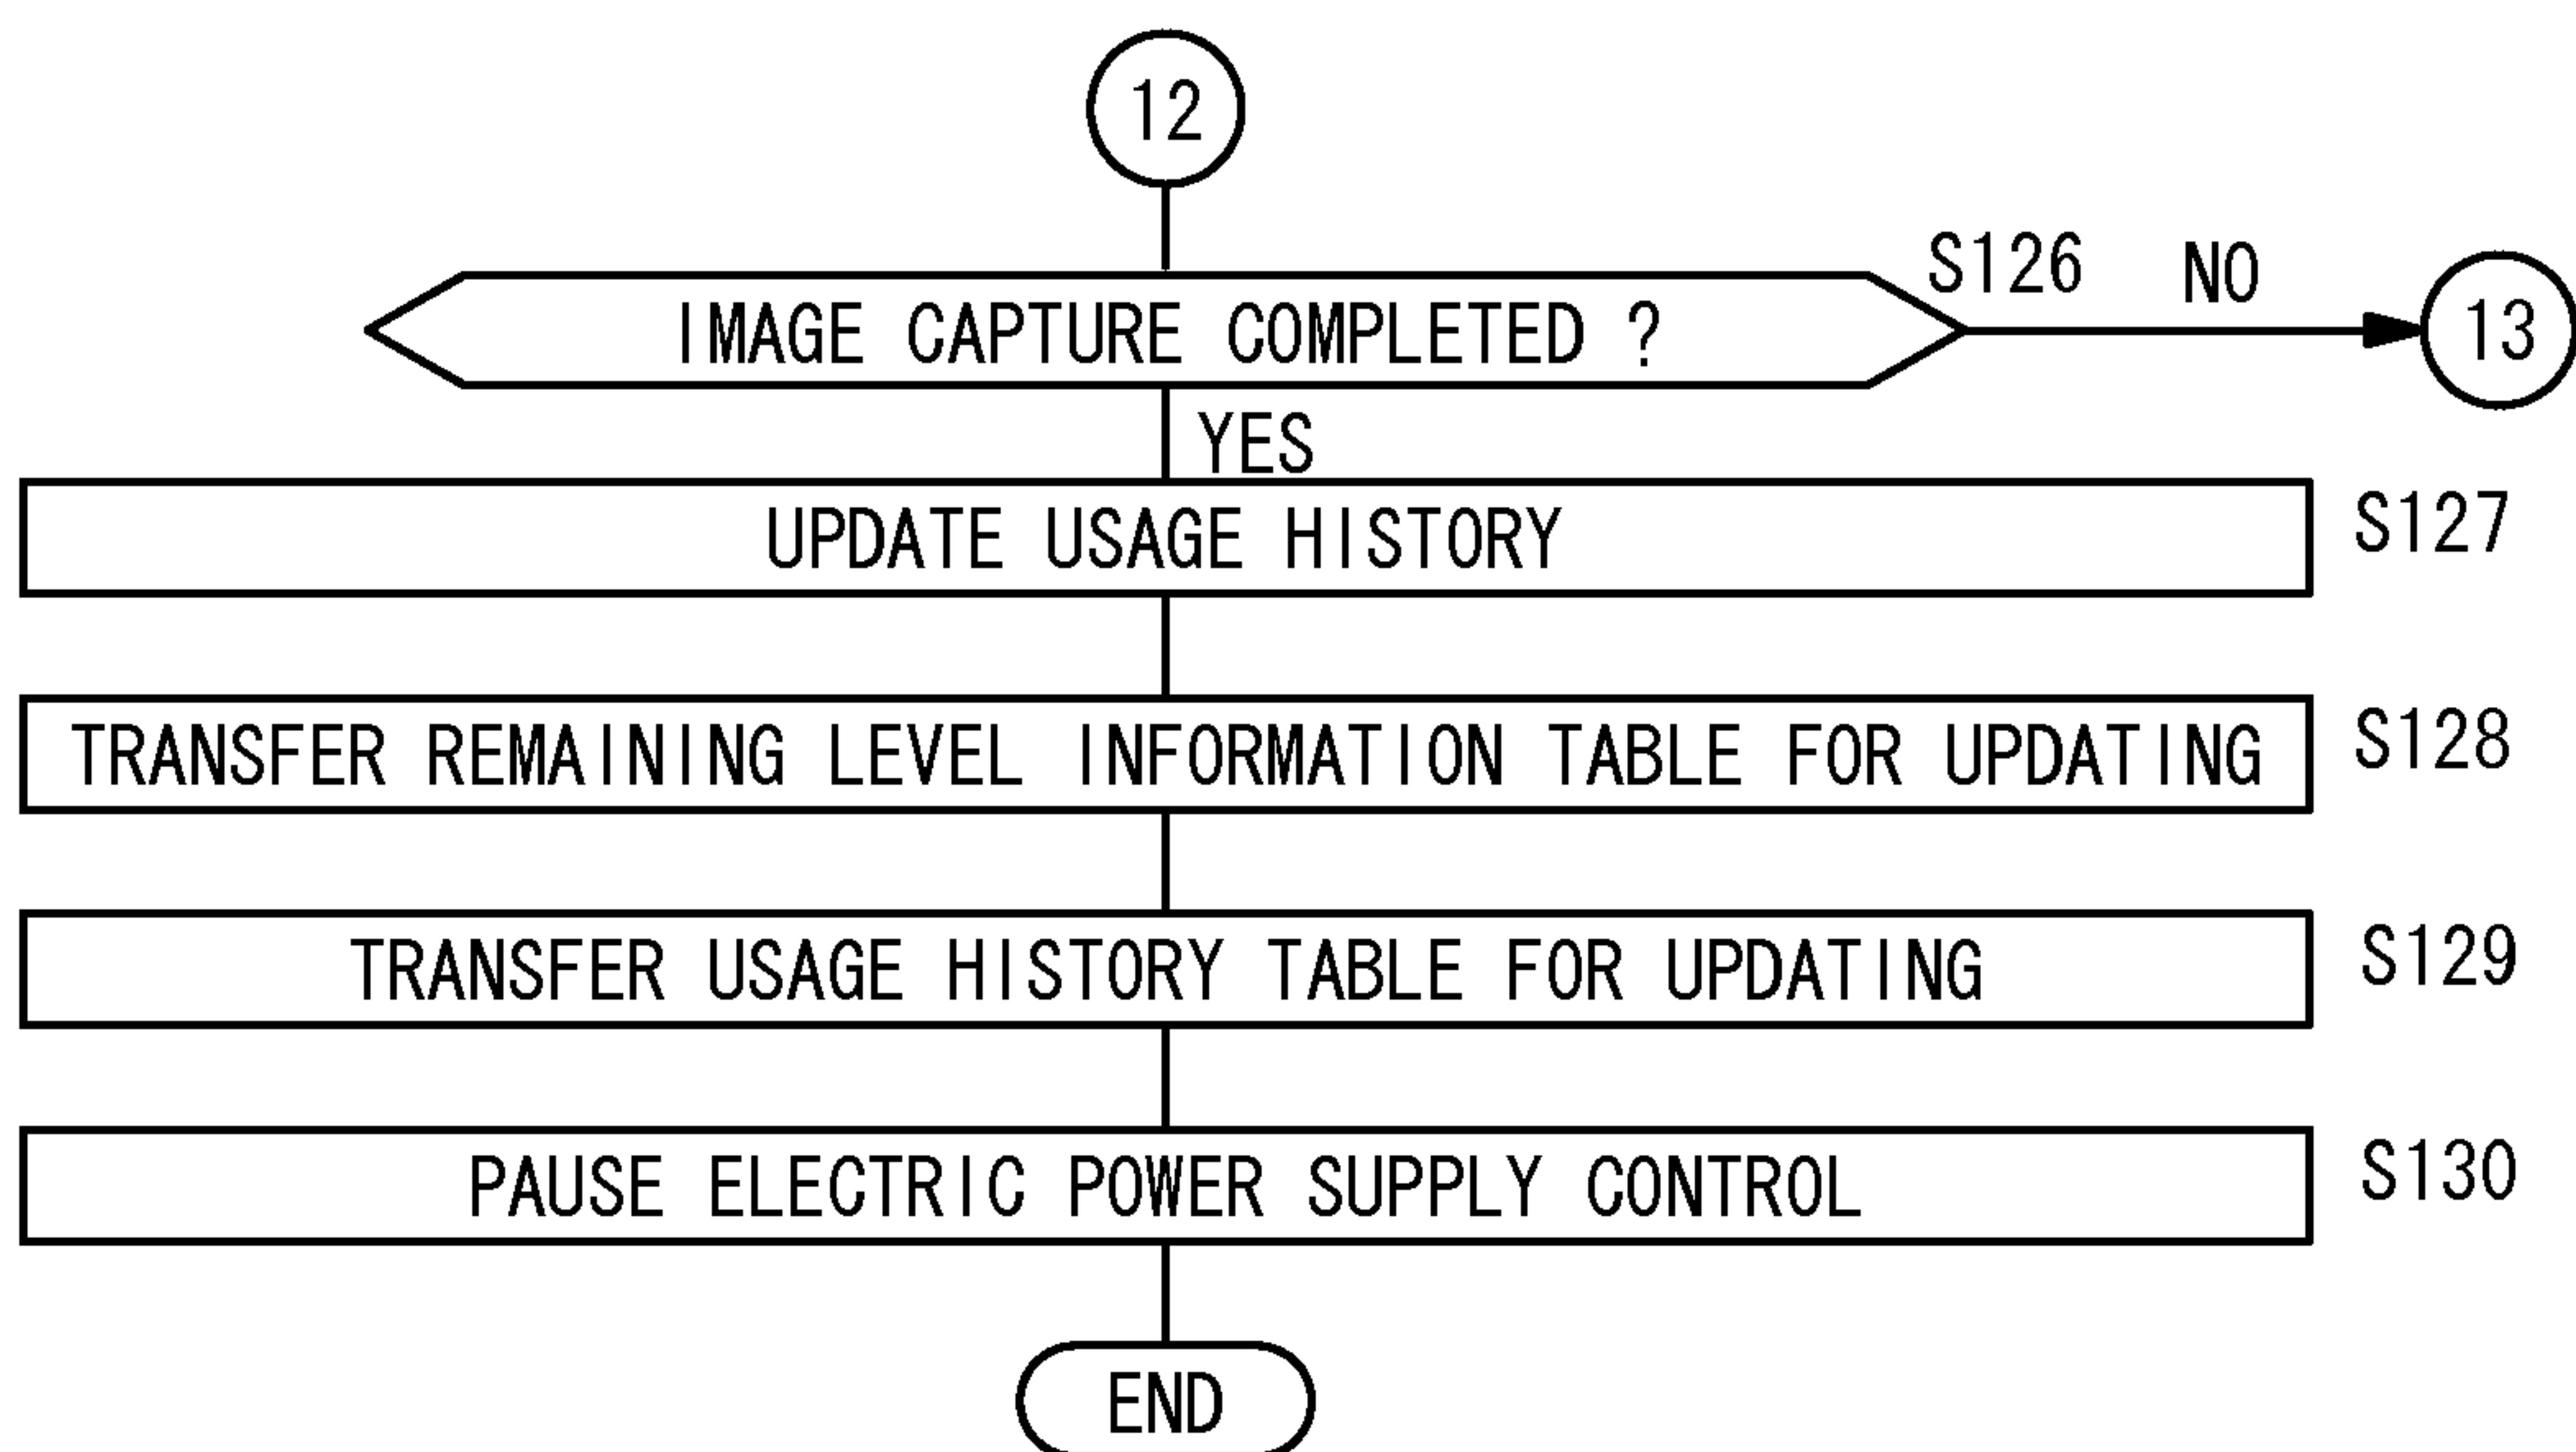 12
S126 NO
IMAGE CAPTURE COMPLETED ? 13
YES
UPDATE USAGE HISTORY S127
TRANSFER REMAINING LEVEL INFORMATION TABLE FOR UPDATING S128
TRANSFER USAGE HISTORY TABLE FOR UPDATING S129
PAUSE ELECTRIC POWER SUPPLY CONTROL S130
END